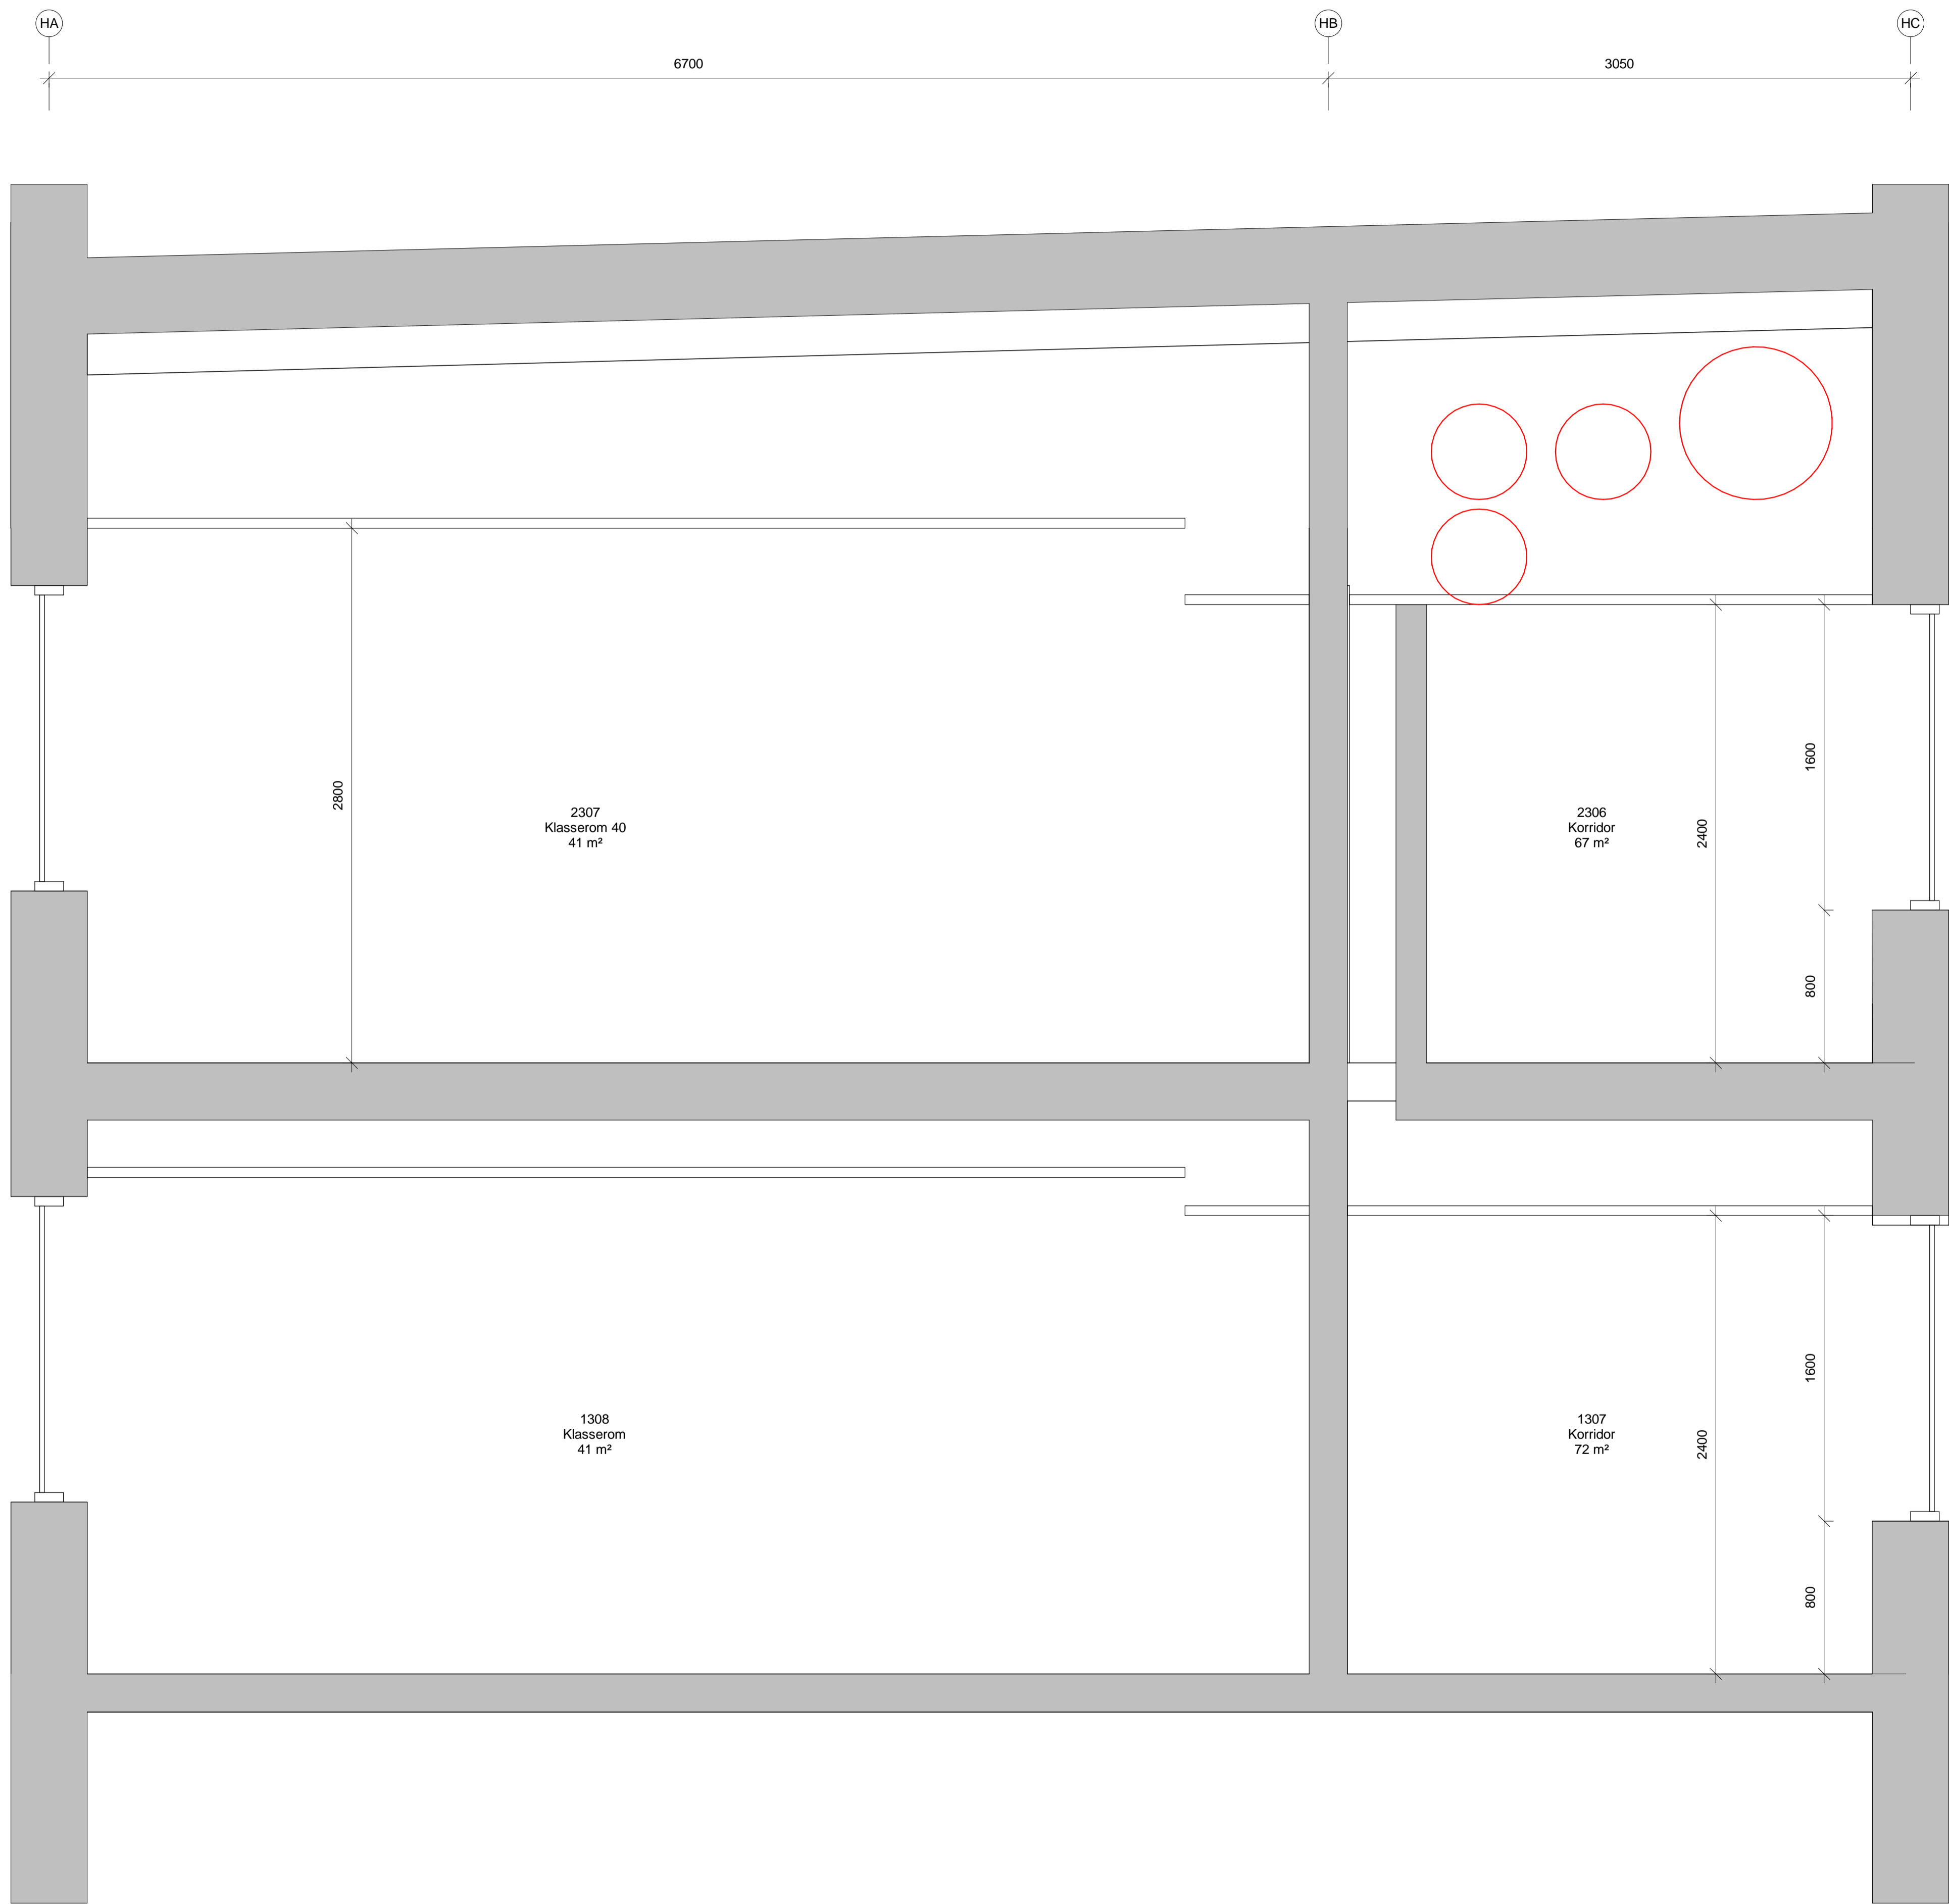 HA
HB
HC
6700
3050
2800
2307
Klasserom 40
41 m²
2306
Korridor
67 m²
2400
1600
800
1308
Klasserom
41 m²
1307
Korridor
72 m²
2400
1600
800